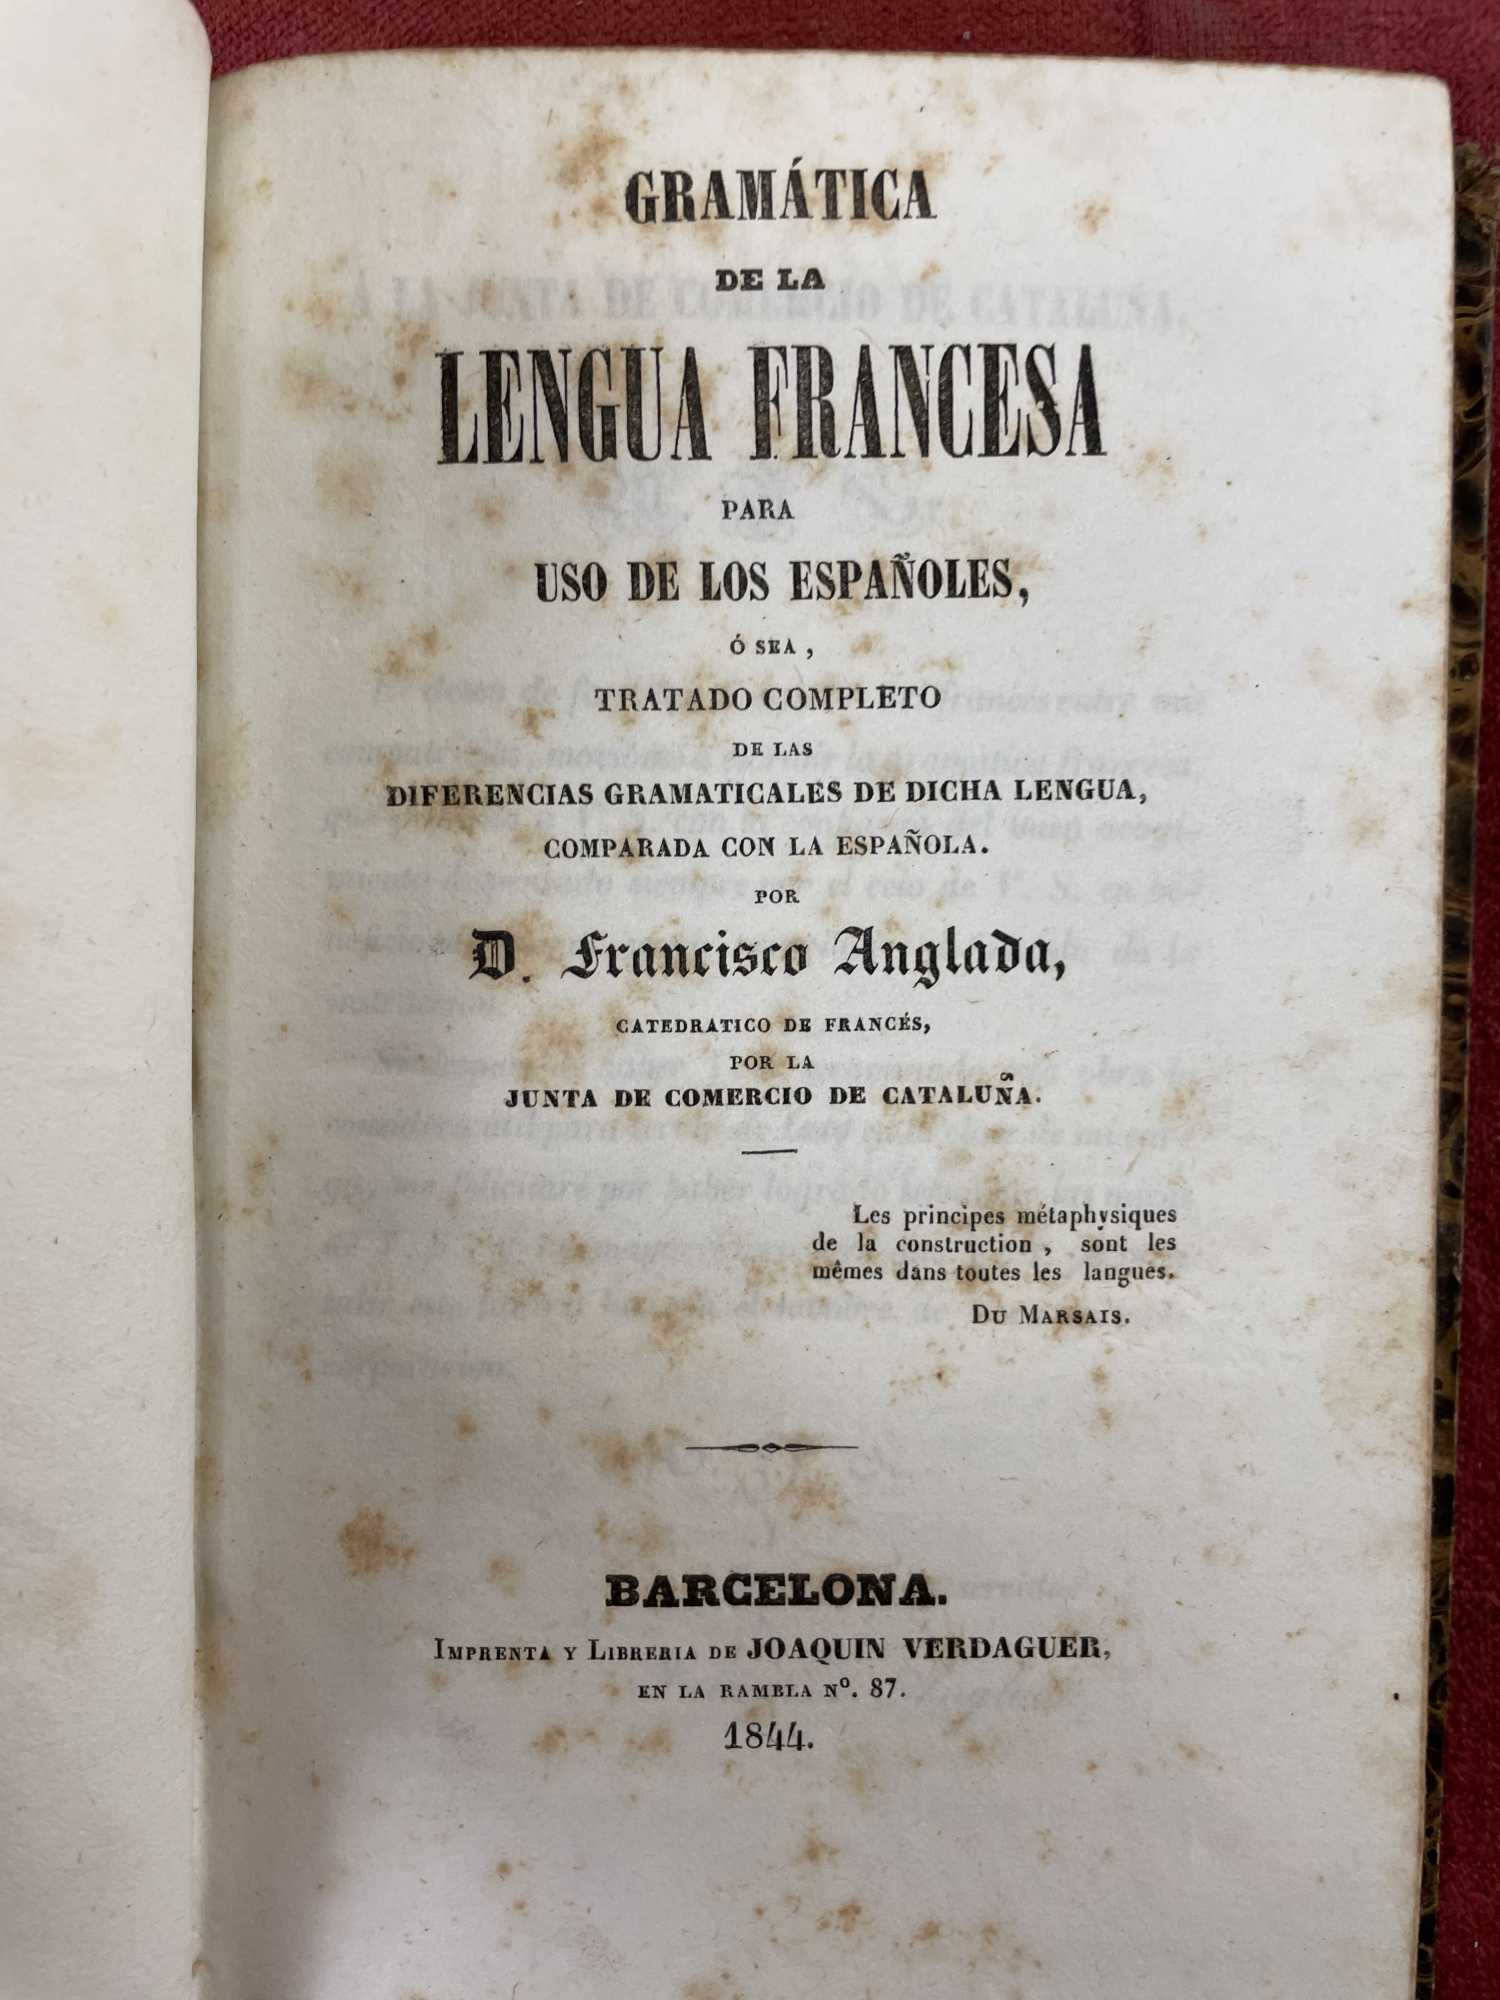 GRAMÁTICA
DE LA
LENGUA FRANCESA
PARA
USO DE LOS ESPAÑOLES,
Ó SEA,
TRATADO COMPLETO
DE LAS
DIFERENCIAS GRAMATICALES DE DICHA LENGUA,
COMPARADA CON LA ESPAÑOLA.
POR
D. Francisco Anglada,
CATEDRATICO DE FRANCÉS,
POR LA
JUNTA DE COMERCIO DE CATALUÑA.
Les principes métaphysiques
de la construction, sont les
mêmes dans toutes les langues.
DU MARSAIS.
BARCELONA.
IMPRENTA Y LIBRERIA DE JOAQUIN VERDAGUER,
EN LA RAMBLA Nº. 87.
1844.